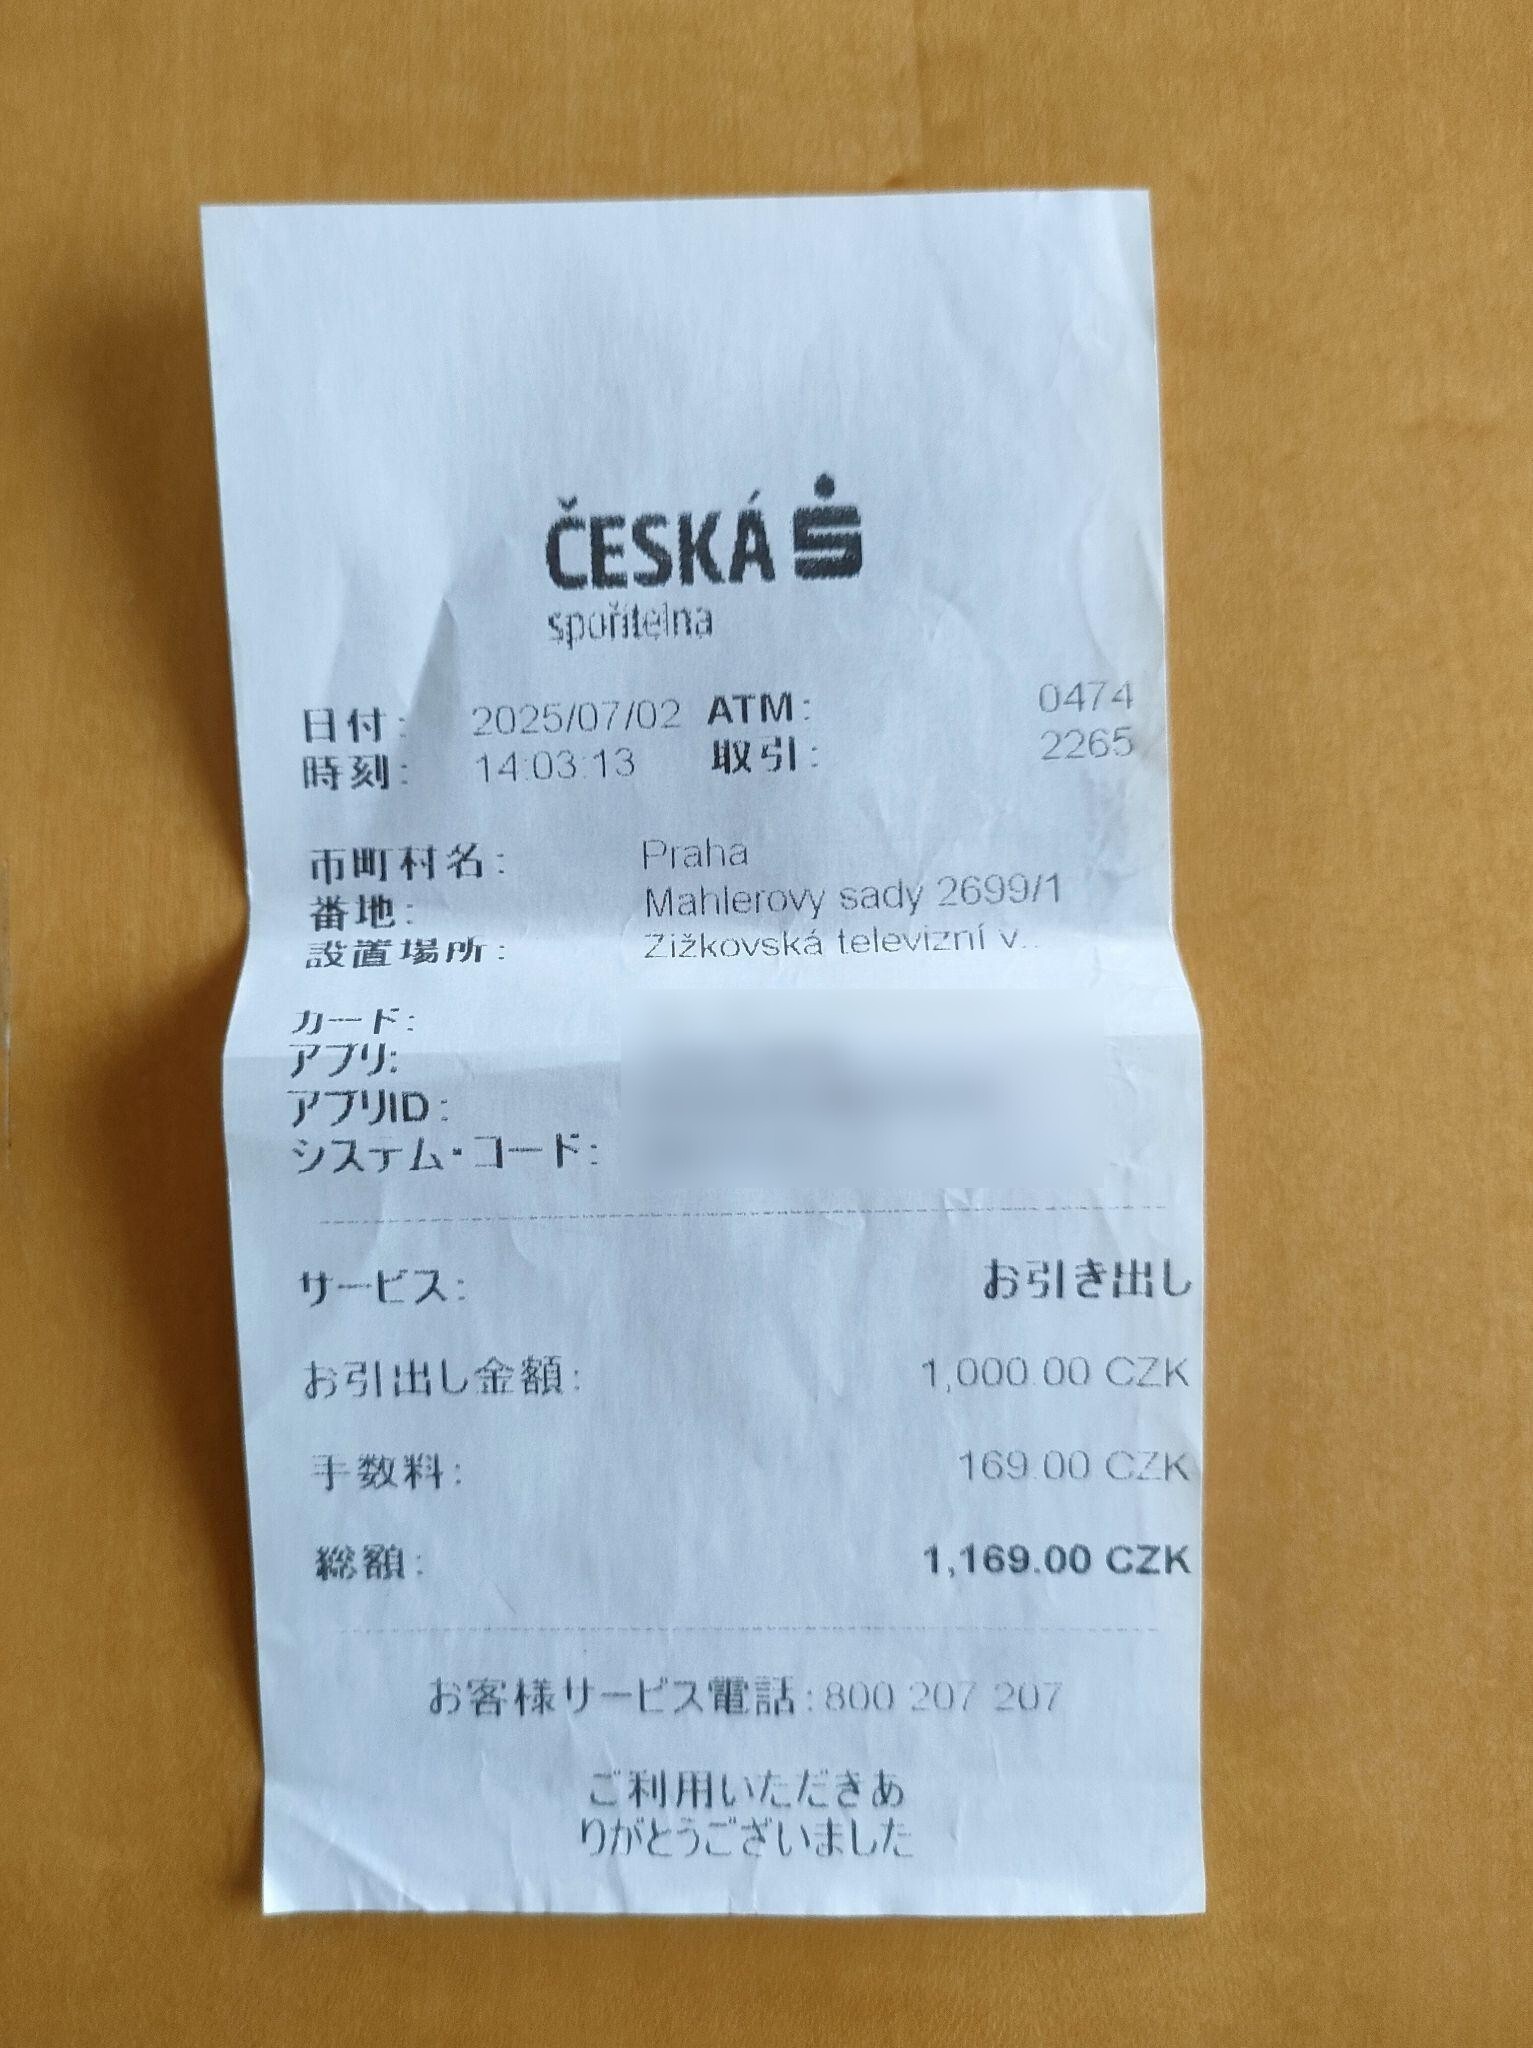 ČESKÁ
spořitelna
日付: 2025/07/02 ATM: 0474
時刻: 14:03:13 取引: 2265
市町村名: Praha
番地: Mahlerovy sady 2699/1
設置場所: Zižkovská televizní v..
カード:
アプリ:
アプリID:
システム・コード:
サービス: お引き出し
お引出し金額: 1,000.00 CZK
手数料: 169.00 CZK
総額: 1,169.00 CZK
お客様サービス電話:800 207 207
ご利用いただきあ
りがとうございました